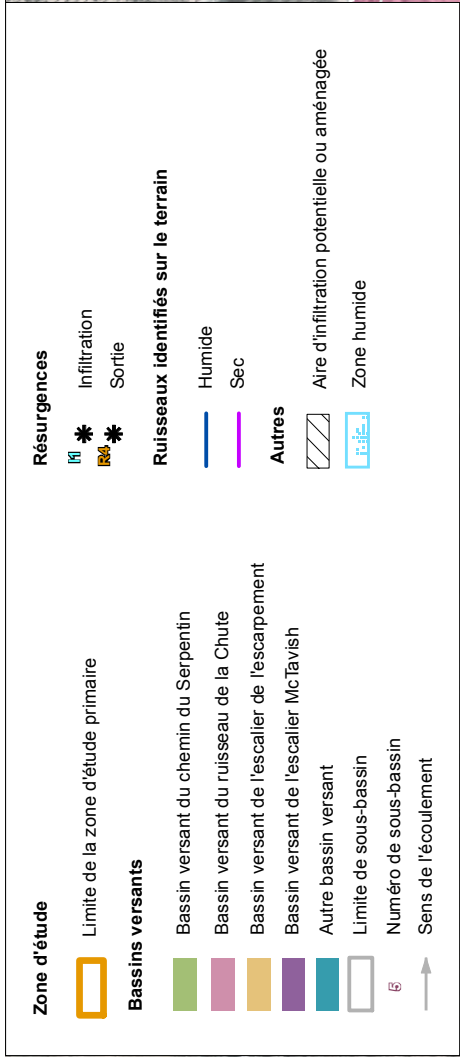 Zone d'étude
Limite de la zone d'étude primaire
Bassins versants
Bassin versant du chemin du Serpentin
Bassin versant du ruisseau de la Chute
Bassin versant de l'escalier de l'escarpement
Bassin versant de l'escalier McTavish
Autre bassin versant
Limite de sous-bassin
5 Numéro de sous-bassin
Sens de l'écoulement
Résurgences
I1 Infiltration
R4 Sortie
Ruisseaux identifiés sur le terrain
Humide
Sec
Autres
Aire d'infiltration potentielle ou aménagée
Zone humide